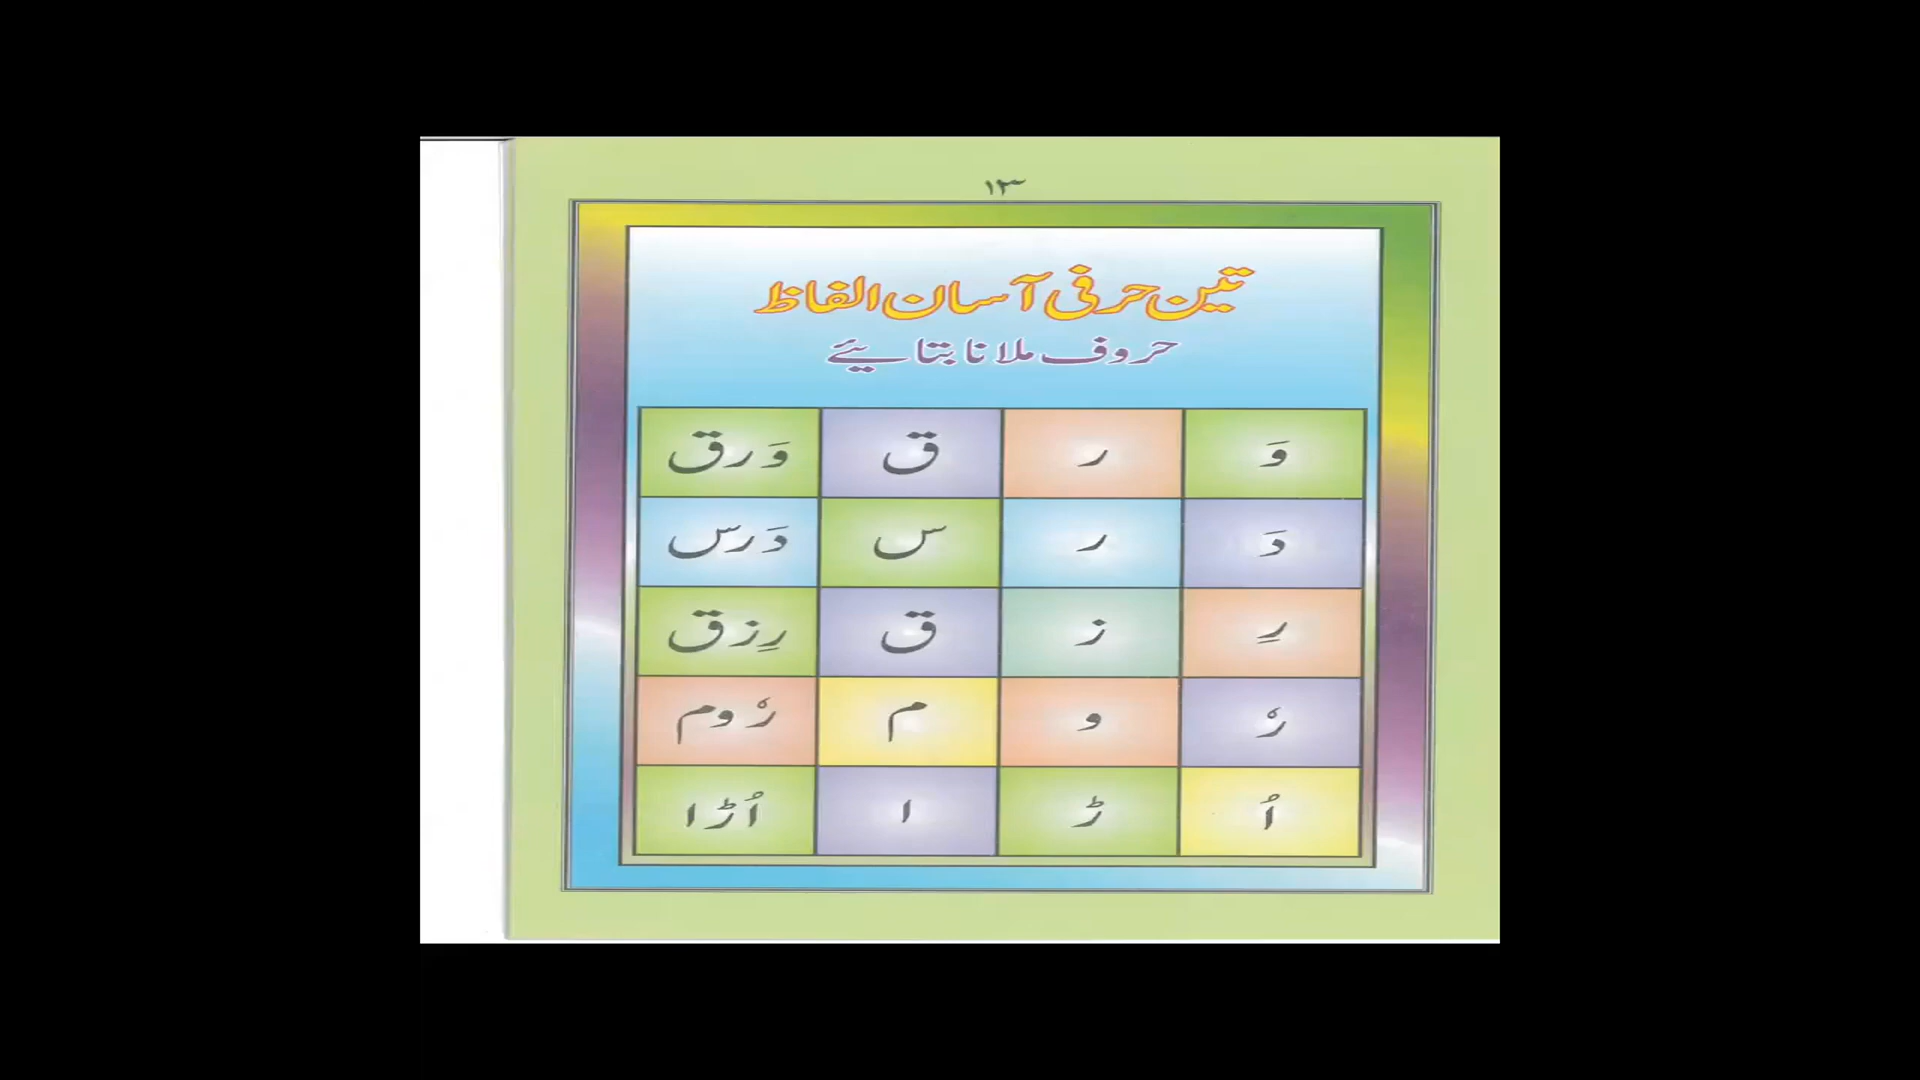 ۱۳
تین حرفی آسان الفاظ
حروف ملانا بتایئے
وَ ر ق وَرق
دَ ر س دَرس
رِ ز ق رِزق
رٗ و م رٗوم
اُ ڑ ا اُڑا